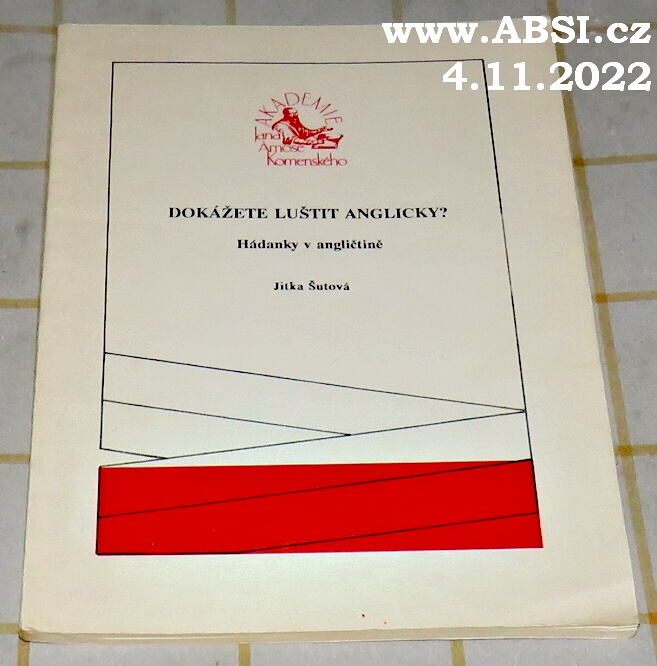 www.ABSI.cz
4.11.2022
AKADEMIE
Jana
Amose
Komenského
DOKÁŽETE LUŠTIT ANGLICKY?
Hádanky v angličtině
Jitka Šutová